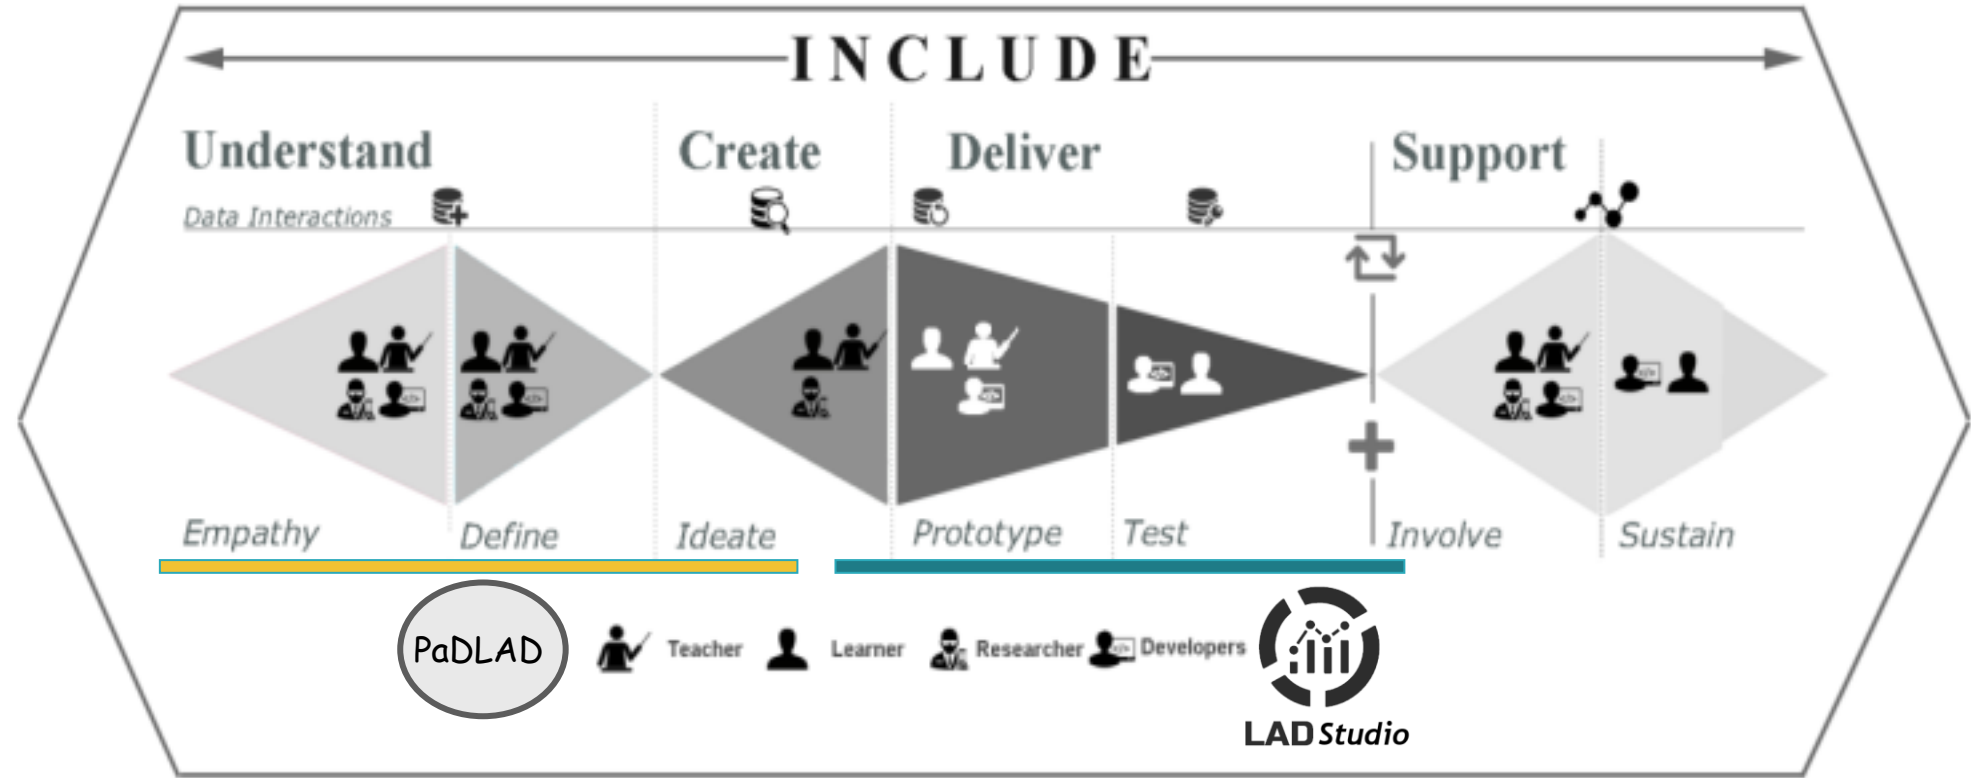 INCLUDE
Understand
Create
Deliver
Support
Data Interactions
Empathy
Define
Ideate
Prototype
Test
Involve
Sustain
PaDLAD
Teacher
Learner
Researcher
Developers
LAD Studio